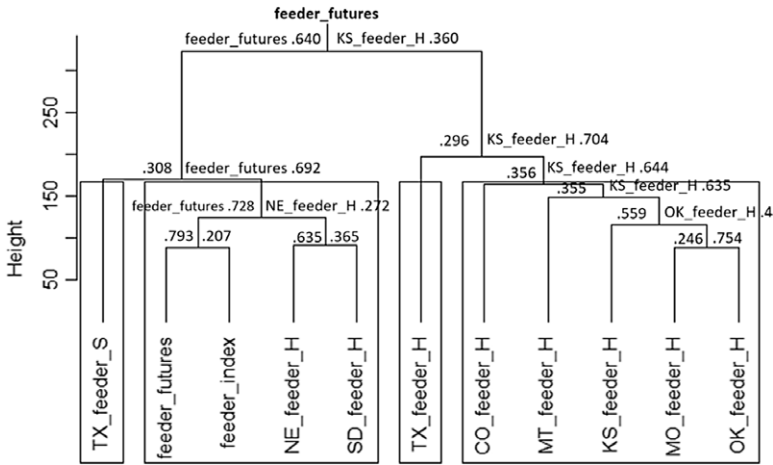 feeder_futures
feeder_futures .640 KS_feeder_H .360
250
.296 KS_feeder_H .704
.308 feeder_futures .692
.356 KS_feeder_H .644
.355 KS_feeder_H .635
150
feeder_futures .728 NE_feeder_H .272
.559 OK_feeder_H .4
.793 .207
.635 .365
.246 .754
50
Height
TX_feeder_S
feeder_futures
feeder_index
NE_feeder_H
SD_feeder_H
TX_feeder_H
CO_feeder_H
MT_feeder_H
KS_feeder_H
MO_feeder_H
OK_feeder_H